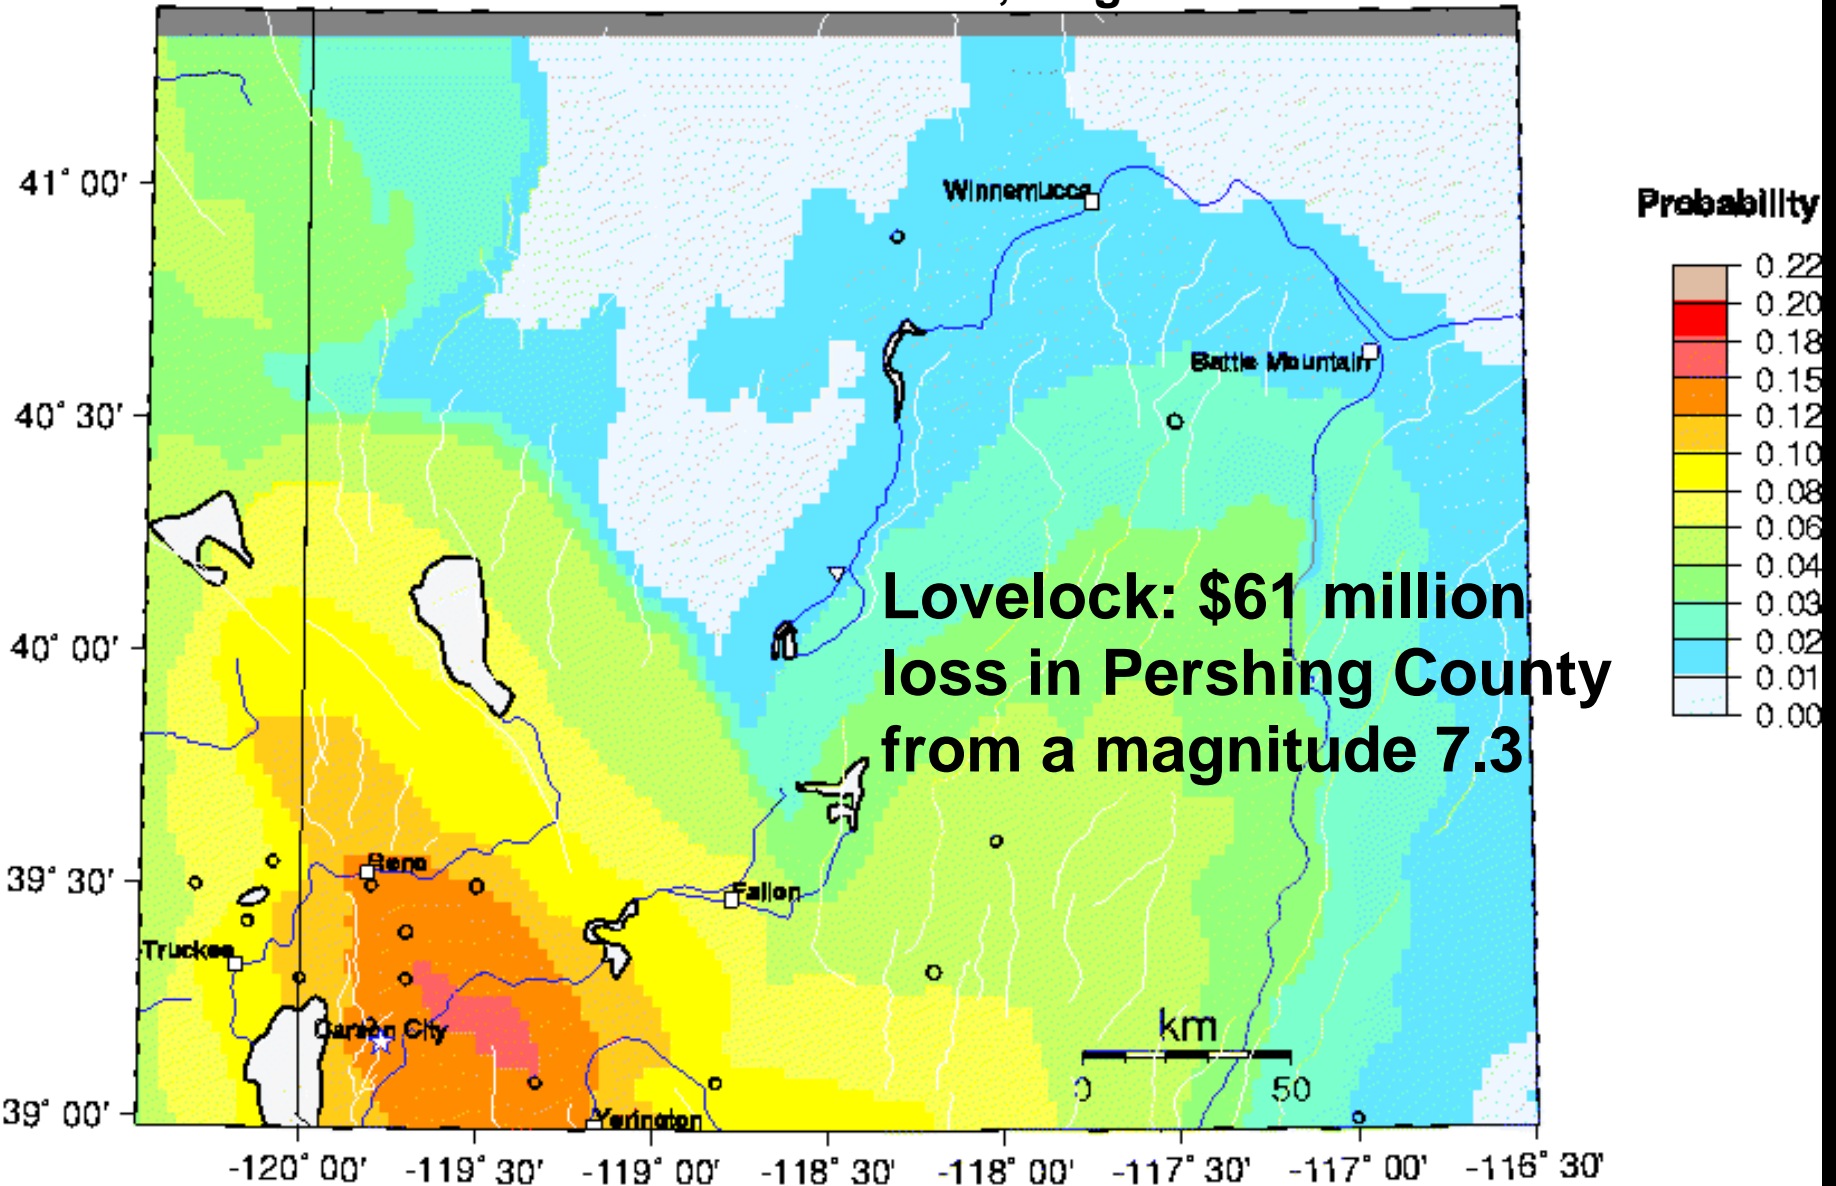 41° 00'
Winnemucca
Probability
0.22
0.20
0.18
0.15
0.12
0.10
0.08
0.06
0.04
0.03
0.02
0.01
0.00
Battle Mountain
40° 30'
Lovelock: $61 million
loss in Pershing County
from a magnitude 7.3
40° 00'
Reno
39° 30'
Fallon
Truckee
km
Carson City
0 50
39° 00'
Yerington
-120° 00' -119° 30' -119° 00' -118° 30' -118° 00' -117° 30' -117° 00' -116° 30'